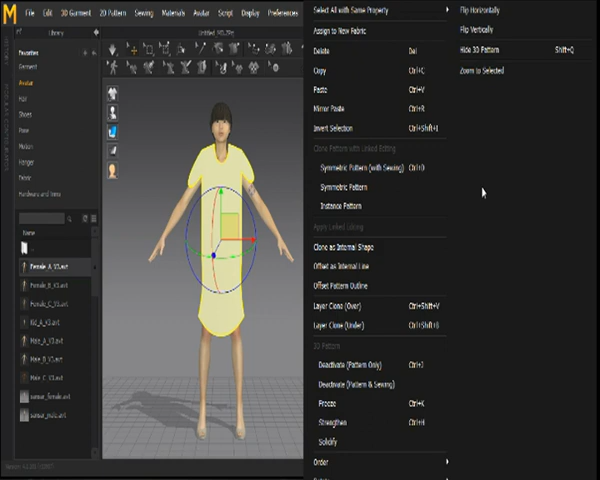 M
File Edit 3D Garment 2D Pattern Sewing Materials Avatar Script Display Preferences
Library
Favorites
Garment
Avatar
Hair
Shoes
Pose
Motion
Hanger
Fabric
Hardware and Trims
Name
..
Female_A_V3.avt
Female_B_V3.avt
Female_C_V3.avt
Kid_A_V3.avt
Male_A_V3.avt
Male_B_V3.avt
Male_C_V3.avt
samar_female.avt
samar_male.avt
Select All with Same Property
Assign to New Fabric
Delete Del
Copy Ctrl+C
Paste Ctrl+V
Mirror Paste Ctrl+R
Invert Selection Ctrl+Shift+I
Clone Pattern with Linked Editing
Symmetric Pattern (with Sewing) Ctrl+D
Symmetric Pattern
Instance Pattern
Apply Linked Editing
Clone as Internal Shape
Offset as Internal Line
Offset Pattern Outline
Layer Clone (Over) Ctrl+Shift+V
Layer Clone (Under) Ctrl+Shift+B
3D Pattern
Deactivate (Pattern Only) Ctrl+J
Deactivate (Pattern & Sewing)
Freeze Ctrl+K
Strengthen Ctrl+H
Solidify
Order
Flip Horizontally
Flip Vertically
Hide 3D Pattern Shift+Q
Zoom to Selected